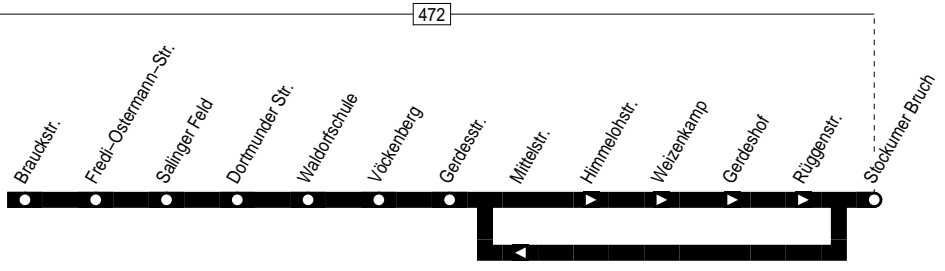 472
Brauckstr.
Fredi–Ostermann–Str.
Salinger Feld
Dortmunder Str.
Waldorfschule
Vöckenberg
Gerdesstr.
Mittelstr.
Himmelohstr.
Weizenkamp
Gerdeshof
Rüggenstr.
Stockumer Bruch